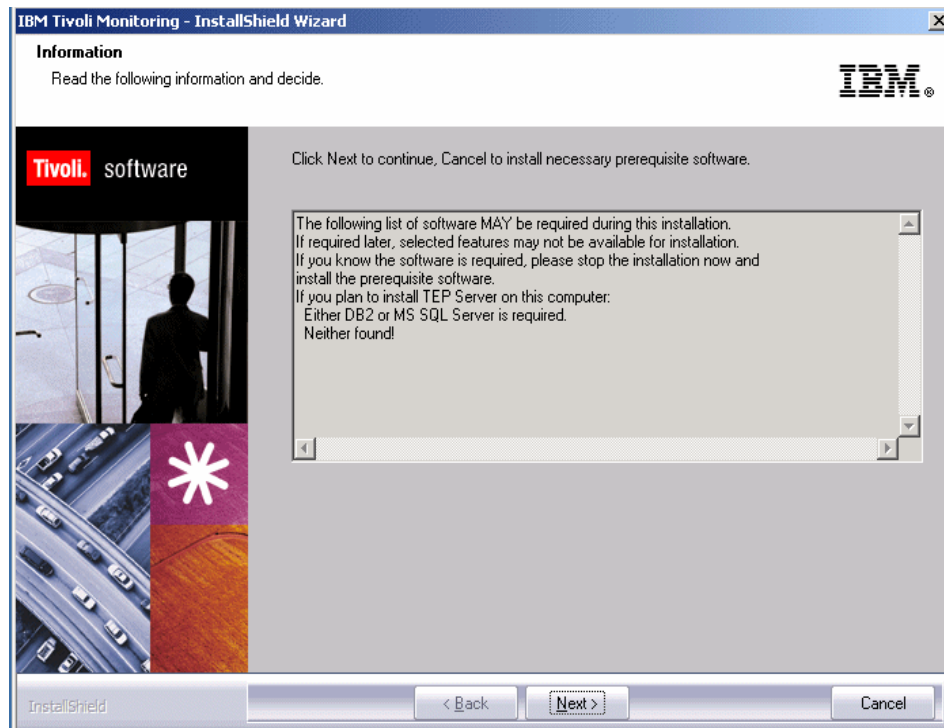 IBM Tivoli Monitoring - InstallShield Wizard
Information
Read the following information and decide.
IBM®
Tivoli. software
Click Next to continue, Cancel to install necessary prerequisite software.
The following list of software MAY be required during this installation.
If required later, selected features may not be available for installation.
If you know the software is required, please stop the installation now and
install the prerequisite software.
If you plan to install TEP Server on this computer:
Either DB2 or MS SQL Server is required.
Neither found!
InstallShield
< Back
Next >
Cancel